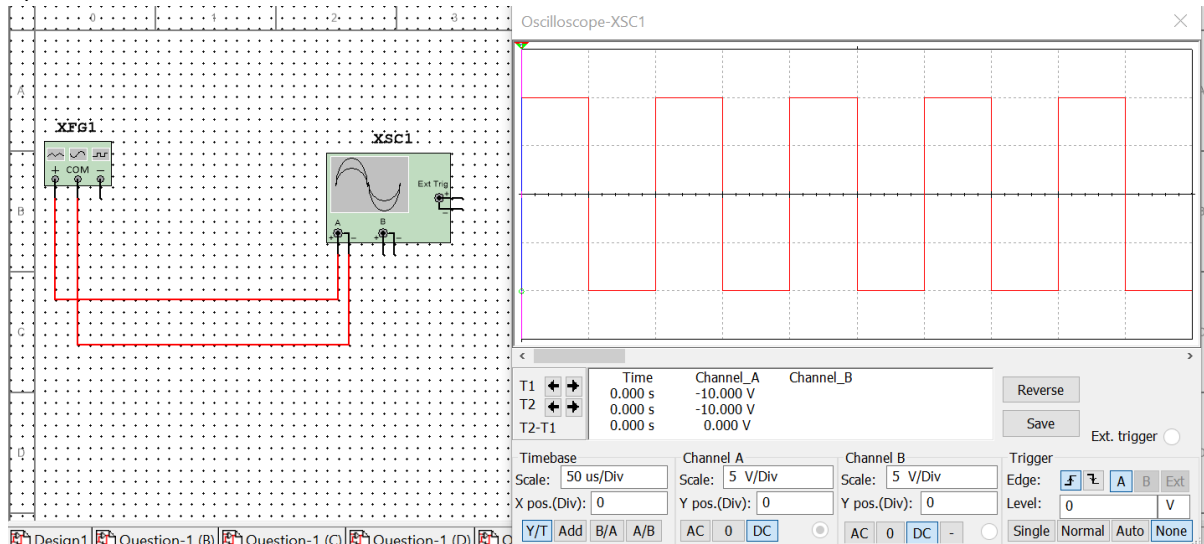 0 1 2 3
A
B
C
D
XFG1
COM
+ -
XSC1
Ext Trig
+
-
A B
+ - + -
Design1 Question-1 (B) Question-1 (C) Question-1 (D)
Oscilloscope-XSC1
Time Channel_A Channel_B
T1 0.000 s -10.000 V
T2 0.000 s -10.000 V
T2-T1 0.000 s 0.000 V
Reverse
Save
Ext. trigger
Timebase
Scale: 50 us/Div
X pos.(Div): 0
Y/T Add B/A A/B
Channel A
Scale: 5 V/Div
Y pos.(Div): 0
AC 0 DC
Channel B
Scale: 5 V/Div
Y pos.(Div): 0
AC 0 DC -
Trigger
Edge: A B Ext
Level: 0 V
Single Normal Auto None